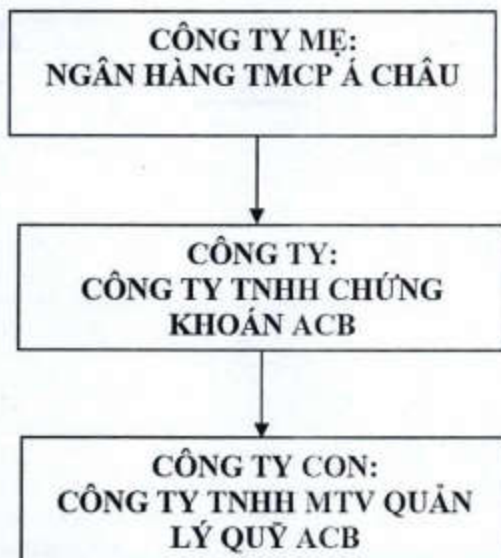 CÔNG TY MẸ:
NGÂN HÀNG TMCP Á CHÂU
CÔNG TY:
CÔNG TY TNHH CHỨNG
KHOÁN ACB
CÔNG TY CON:
CÔNG TY TNHH MTV QUẢN
LÝ QUỸ ACB